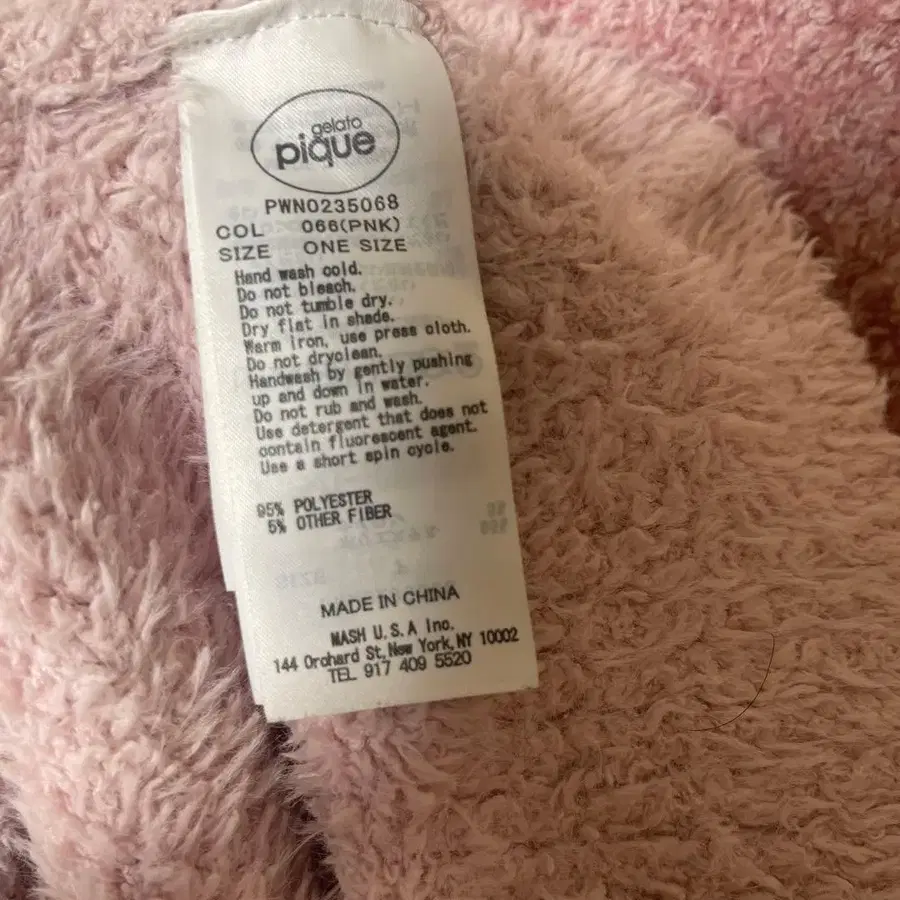 gelato
pique
PWNO235068
COL 066(PNK)
SIZE ONE SIZE
Hand wash cold.
Do not bleach.
Do not tumble dry.
Dry flat in shade.
Warm iron, use press cloth.
Do not dryclean.
Handwash by gently pushing
up and down in water.
Do not rub and wash.
Use detergent that does not
contain fluorescent agent.
Use a short spin cycle.
95% POLYESTER
5% OTHER FIBER
MADE IN CHINA
MASH U.S.A Inc.
144 Orchard St, New York, NY 10002
TEL 917 409 5520